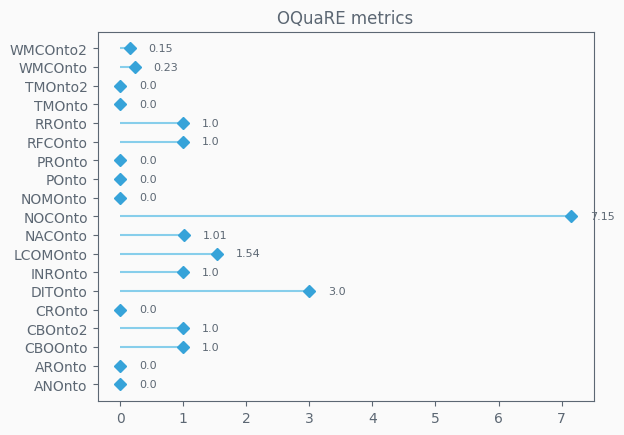 OQuaRE metrics
WMCOnto2 0.15
WMCOnto 0.23
TMOnto2 0.0
TMOnto 0.0
RROnto 1.0
RFCOnto 1.0
PROnto 0.0
POnto 0.0
NOMOnto 0.0
NOCOnto 7.15
NACOnto 1.01
LCOMOnto 1.54
INROnto 1.0
DITOnto 3.0
CROnto 0.0
CBOnto2 1.0
CBOOnto 1.0
AROnto 0.0
ANOnto 0.0
0 1 2 3 4 5 6 7